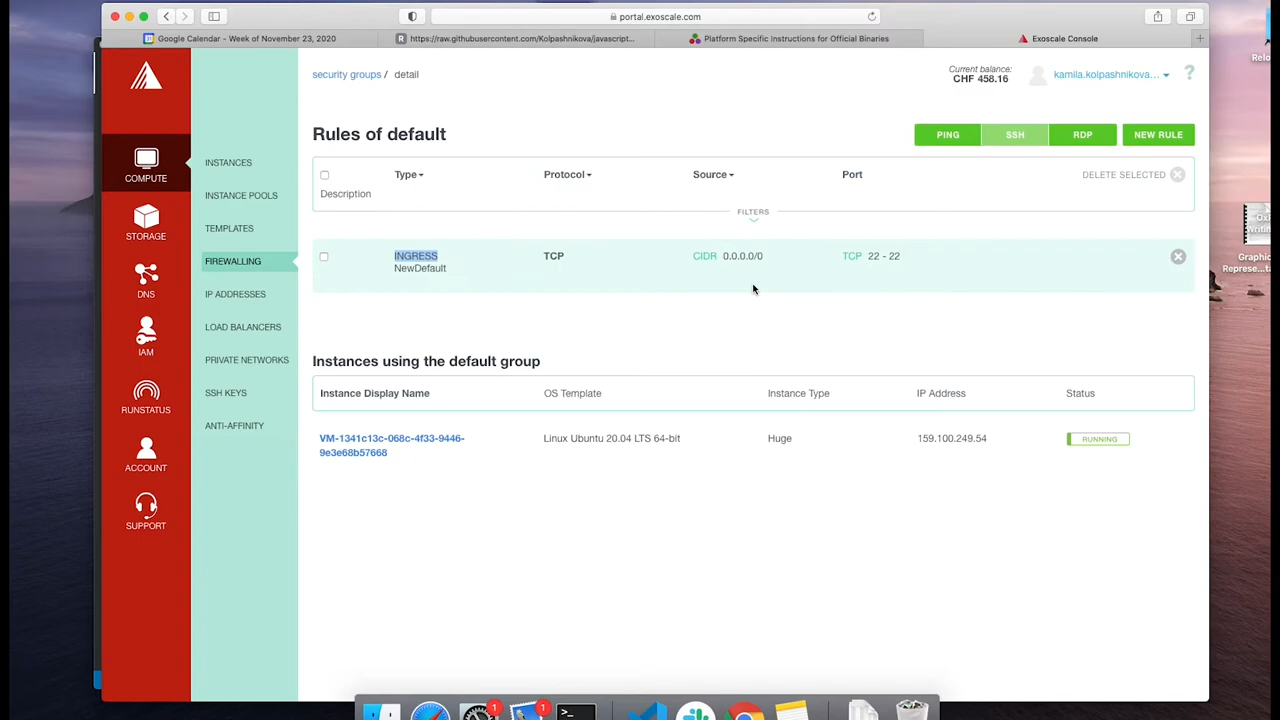 portal.exoscale.com
Google Calendar - Week of November 23, 2020
https://raw.githubusercontent.com/Kolpashnikova/javascript...
Platform Specific Instructions for Official Binaries
Exoscale Console
security groups / detail
Current balance:
CHF 458.16
kamila.kolpashnikova... 
?
Rules of default
PING
SSH
RDP
NEW RULE
COMPUTE
STORAGE
DNS
IAM
RUNSTATUS
ACCOUNT
SUPPORT
INSTANCES
INSTANCE POOLS
TEMPLATES
FIREWALLING
IP ADDRESSES
LOAD BALANCERS
PRIVATE NETWORKS
SSH KEYS
ANTI-AFFINITY
Type Protocol Source Port DELETE SELECTED
Description
FILTERS
INGRESS TCP CIDR 0.0.0.0/0 TCP 22 - 22
NewDefault
Instances using the default group
Instance Display Name OS Template Instance Type IP Address Status
VM-1341c13c-068c-4f33-9446- Linux Ubuntu 20.04 LTS 64-bit Huge 159.100.249.54 RUNNING
9e3e68b57668
1
1
Relo
Graphic
Represe...ta